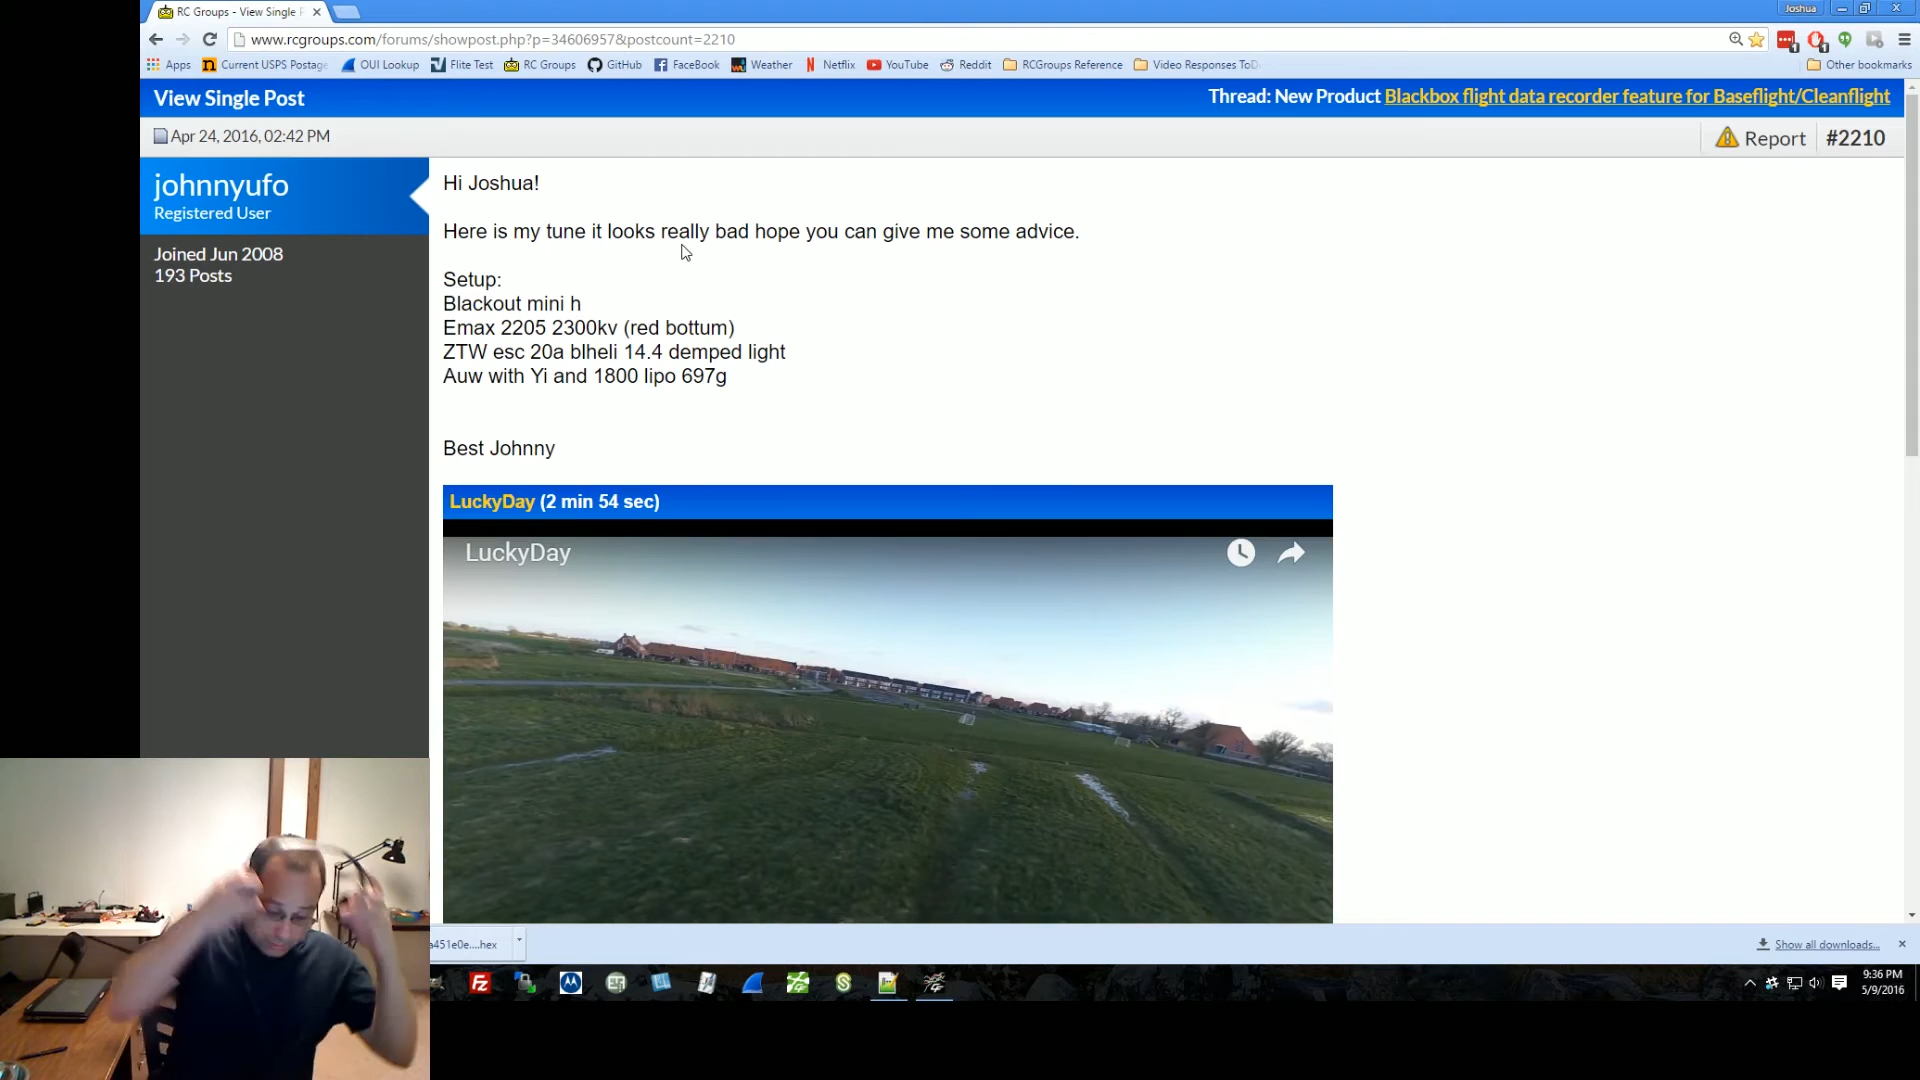 RC Groups - View Single P
Joshua
www.rcgroups.com/forums/showpost.php?p=34606957&postcount=2210
Apps
Current USPS Postage
OUI Lookup
Flite Test
RC Groups
GitHub
FaceBook
Weather
Netflix
YouTube
Reddit
RCGroups Reference
Video Responses ToD
Other bookmarks
View Single Post
Thread: New Product Blackbox flight data recorder feature for Baseflight/Cleanflight
Apr 24, 2016, 02:42 PM
Report
#2210
johnnyufo
Registered User
Joined Jun 2008
193 Posts
Hi Joshua!
Here is my tune it looks really bad hope you can give me some advice.
Setup:
Blackout mini h
Emax 2205 2300kv (red bottum)
ZTW esc 20a blheli 14.4 demped light
Auw with Yi and 1800 lipo 697g
Best Johnny
LuckyDay (2 min 54 sec)
LuckyDay
a451e0e....hex
Show all downloads...
9:36 PM
5/9/2016